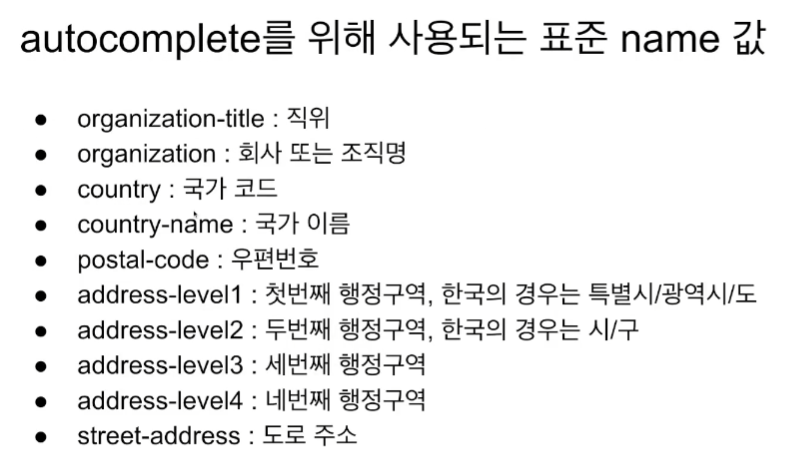 autocomplete를 위해 사용되는 표준 name 값
● organization-title : 직위
● organization : 회사 또는 조직명
● country : 국가 코드
● country-name : 국가 이름
● postal-code : 우편번호
● address-level1 : 첫번째 행정구역, 한국의 경우는 특별시/광역시/도
● address-level2 : 두번째 행정구역, 한국의 경우는 시/구
● address-level3 : 세번째 행정구역
● address-level4 : 네번째 행정구역
● street-address : 도로 주소